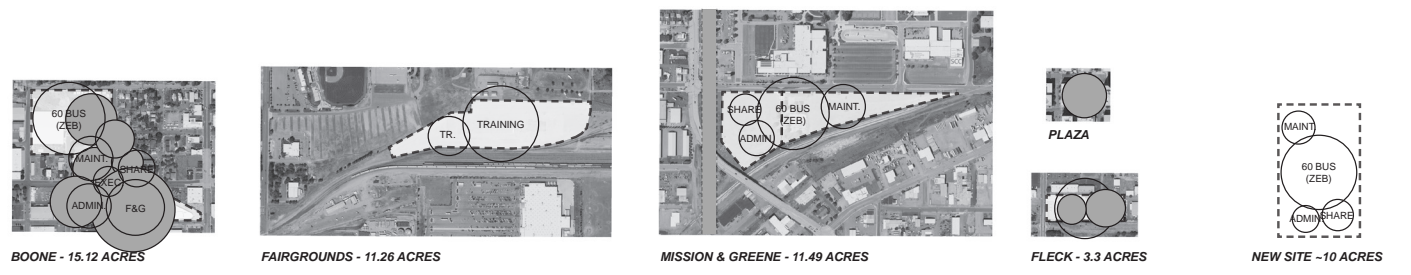 60 BUS
(ZEB)
MAINT.
SHARE
EXEC
ADMIN.
F&G
BOONE - 15.12 ACRES
TR.
TRAINING
FAIRGROUNDS - 11.26 ACRES
SCC
SHARE
60 BUS
(ZEB)
MAINT.
ADMIN
MISSION & GREENE - 11.49 ACRES
PLAZA
FLECK - 3.3 ACRES
MAINT
60 BUS
(ZEB)
ADMIN
SHARE
NEW SITE ~10 ACRES